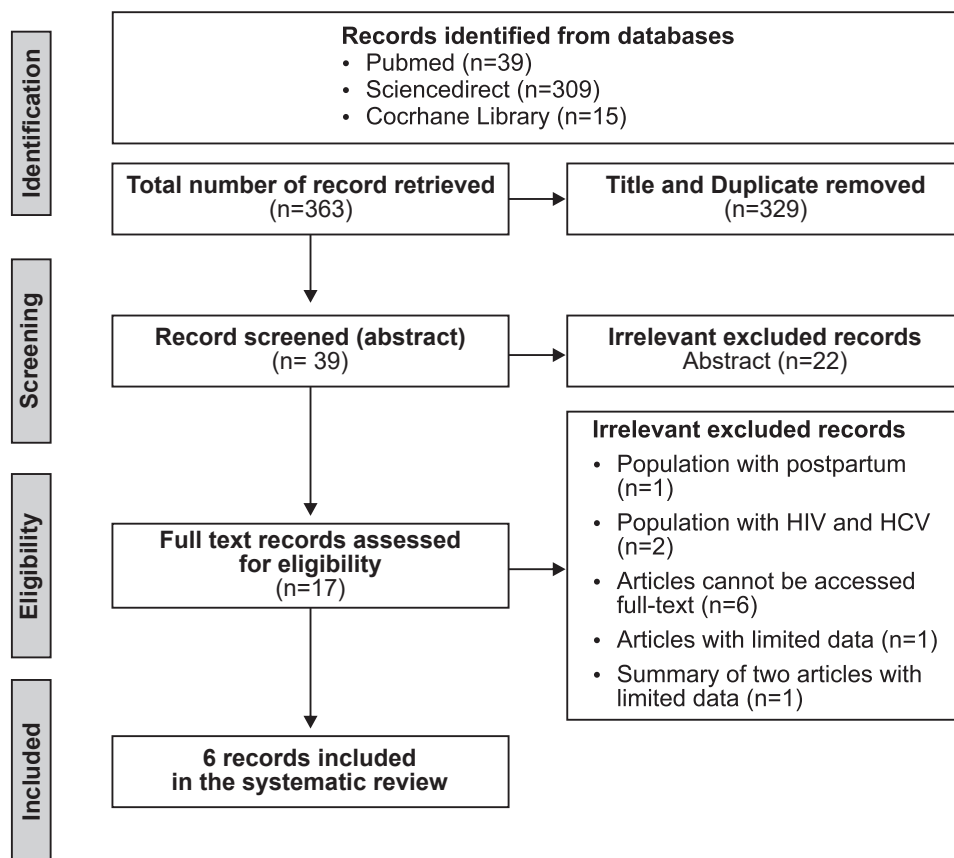 Identification
Records identified from databases
• Pubmed (n=39)
• Sciencedirect (n=309)
• Cocrhane Library (n=15)
Total number of record retrieved
(n=363)
Title and Duplicate removed
(n=329)
Screening
Record screened (abstract)
(n= 39)
Irrelevant excluded records
Abstract (n=22)
Eligibility
Full text records assessed
for eligibility
(n=17)
Irrelevant excluded records
• Population with postpartum
(n=1)
• Population with HIV and HCV
(n=2)
• Articles cannot be accessed
full-text (n=6)
• Articles with limited data (n=1)
• Summary of two articles with
limited data (n=1)
Included
6 records included
in the systematic review